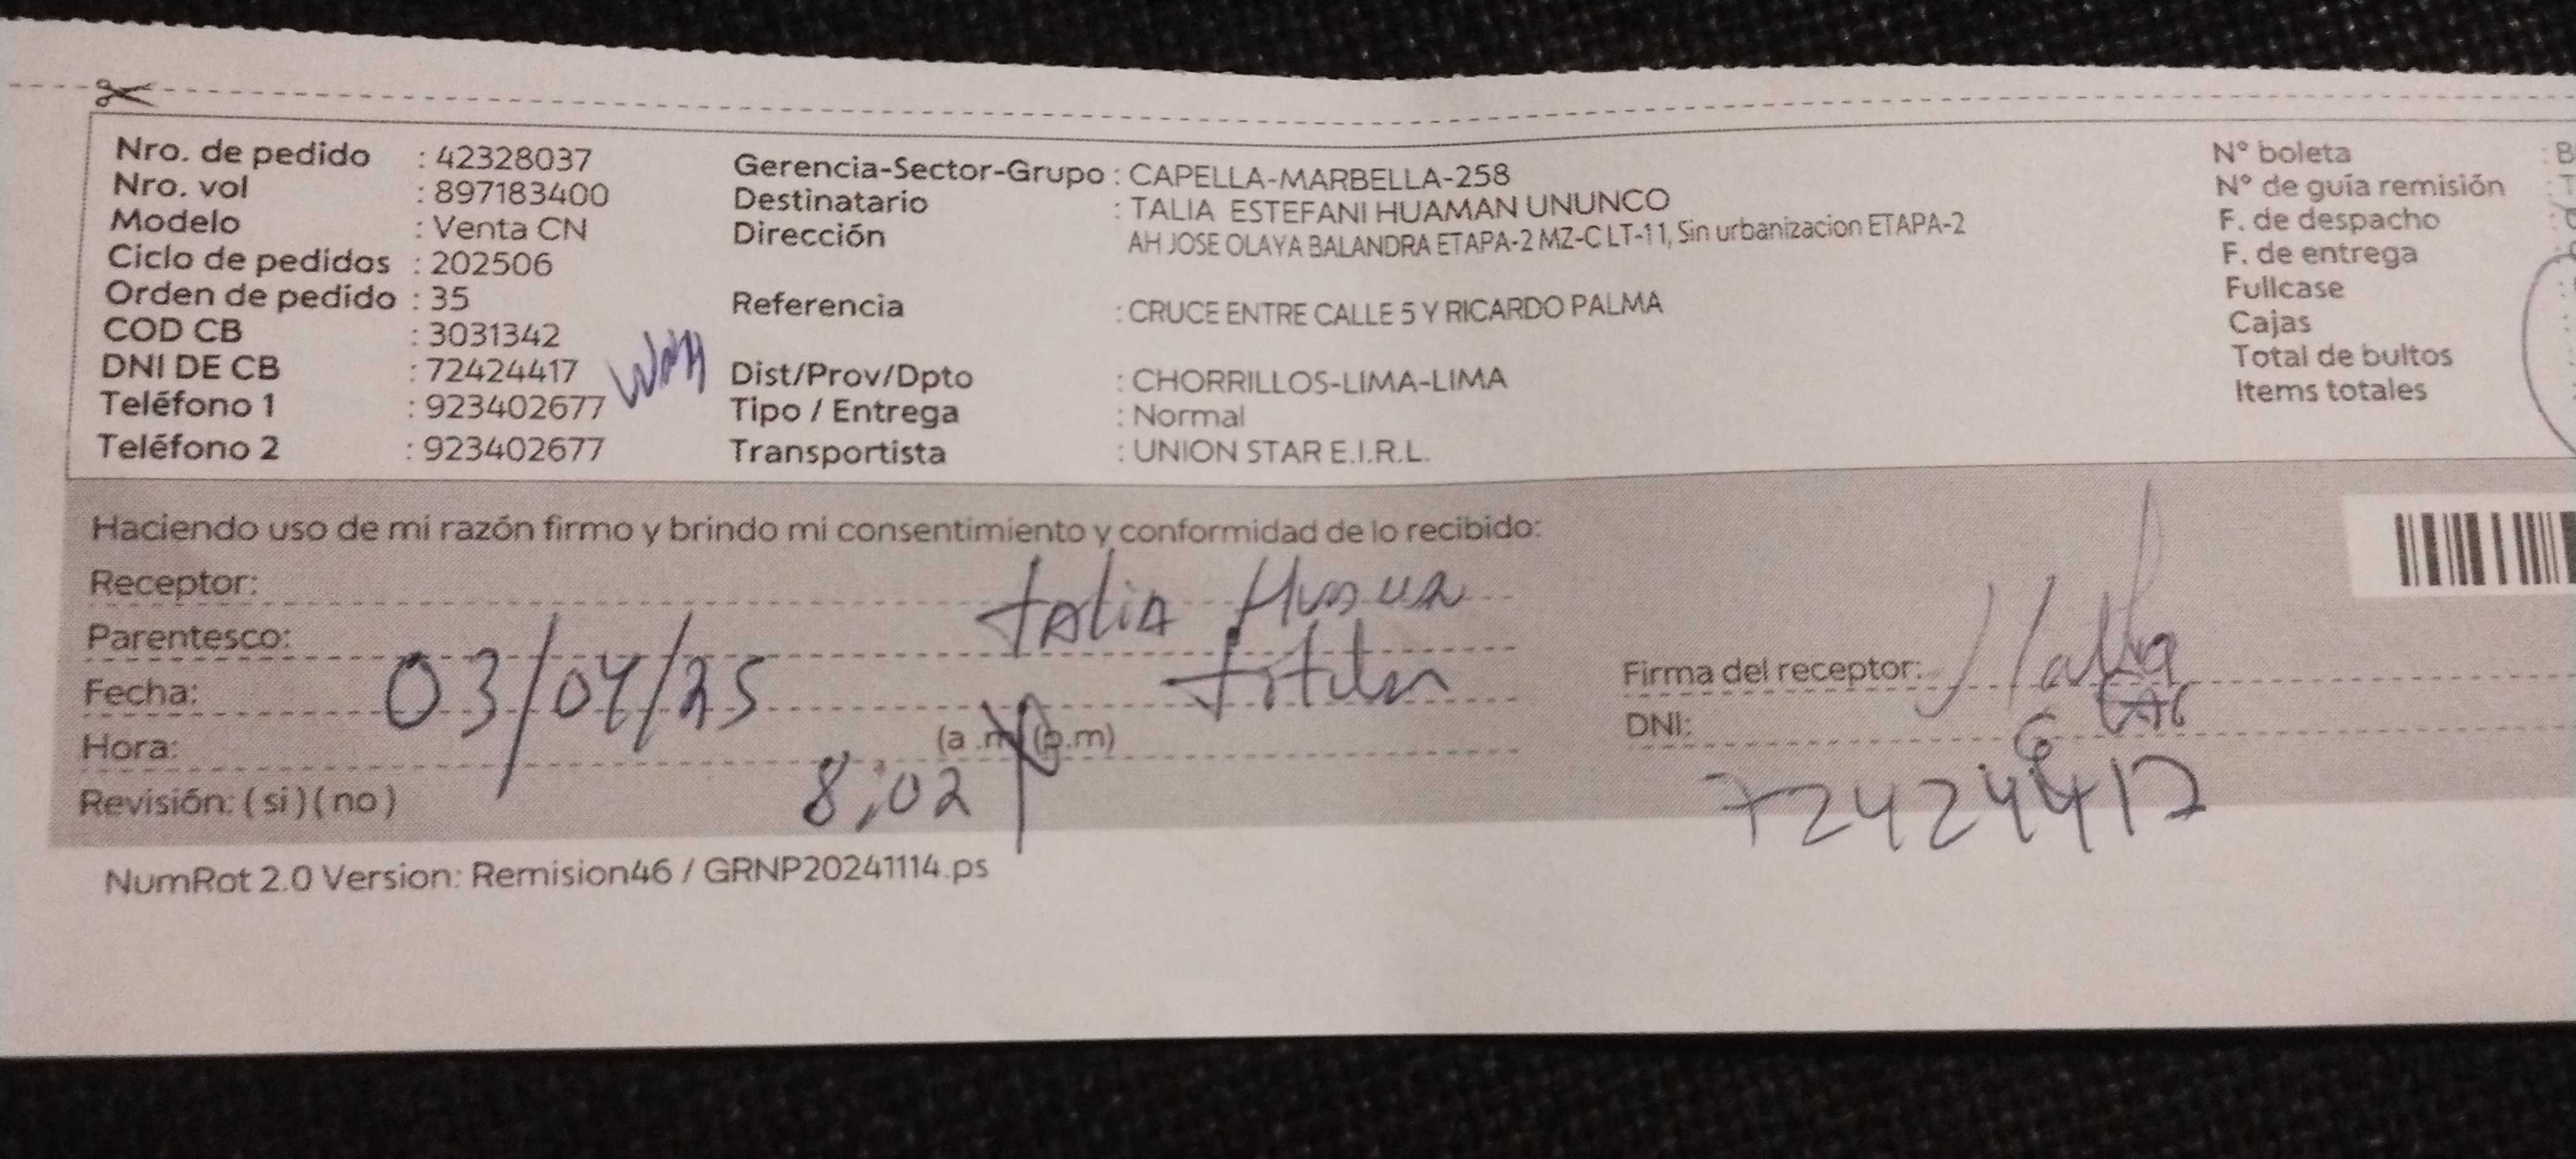 Nro. de pedido : 42328037
Nro. vol : 897183400
Modelo : Venta CN
Ciclo de pedidos : 202506
Orden de pedido : 35
COD CB : 3031342
DNI DE CB : 72424417
Teléfono 1 : 923402677
Teléfono 2 : 923402677
Gerencia-Sector-Grupo : CAPELLA-MARBELLA-258
Destinatario : TALIA ESTEFANI HUAMAN UNUNCO
Dirección AH JOSE OLAYA BALANDRA ETAPA-2 MZ-C LT-11, Sin urbanizacion ETAPA-2
Referencia : CRUCE ENTRE CALLE 5 Y RICARDO PALMA
Dist/Prov/Dpto : CHORRILLOS-LIMA-LIMA
Tipo / Entrega : Normal
Transportista : UNION STAR E.I.R.L.
N° boleta : B
N° de guía remisión : T
F. de despacho :
F. de entrega :
Fullcase :
Cajas :
Total de bultos :
Items totales :
Haciendo uso de mi razón firmo y brindo mi consentimiento y conformidad de lo recibido:
Receptor: talia
Parentesco:
Fecha: 03/04/25
Hora: 8:02 (a.m) (p.m)
Revisión: ( si ) ( no )
Firma del receptor:
DNI: 72424417
NumRot 2.0 Version: Remision46 / GRNP20241114.ps